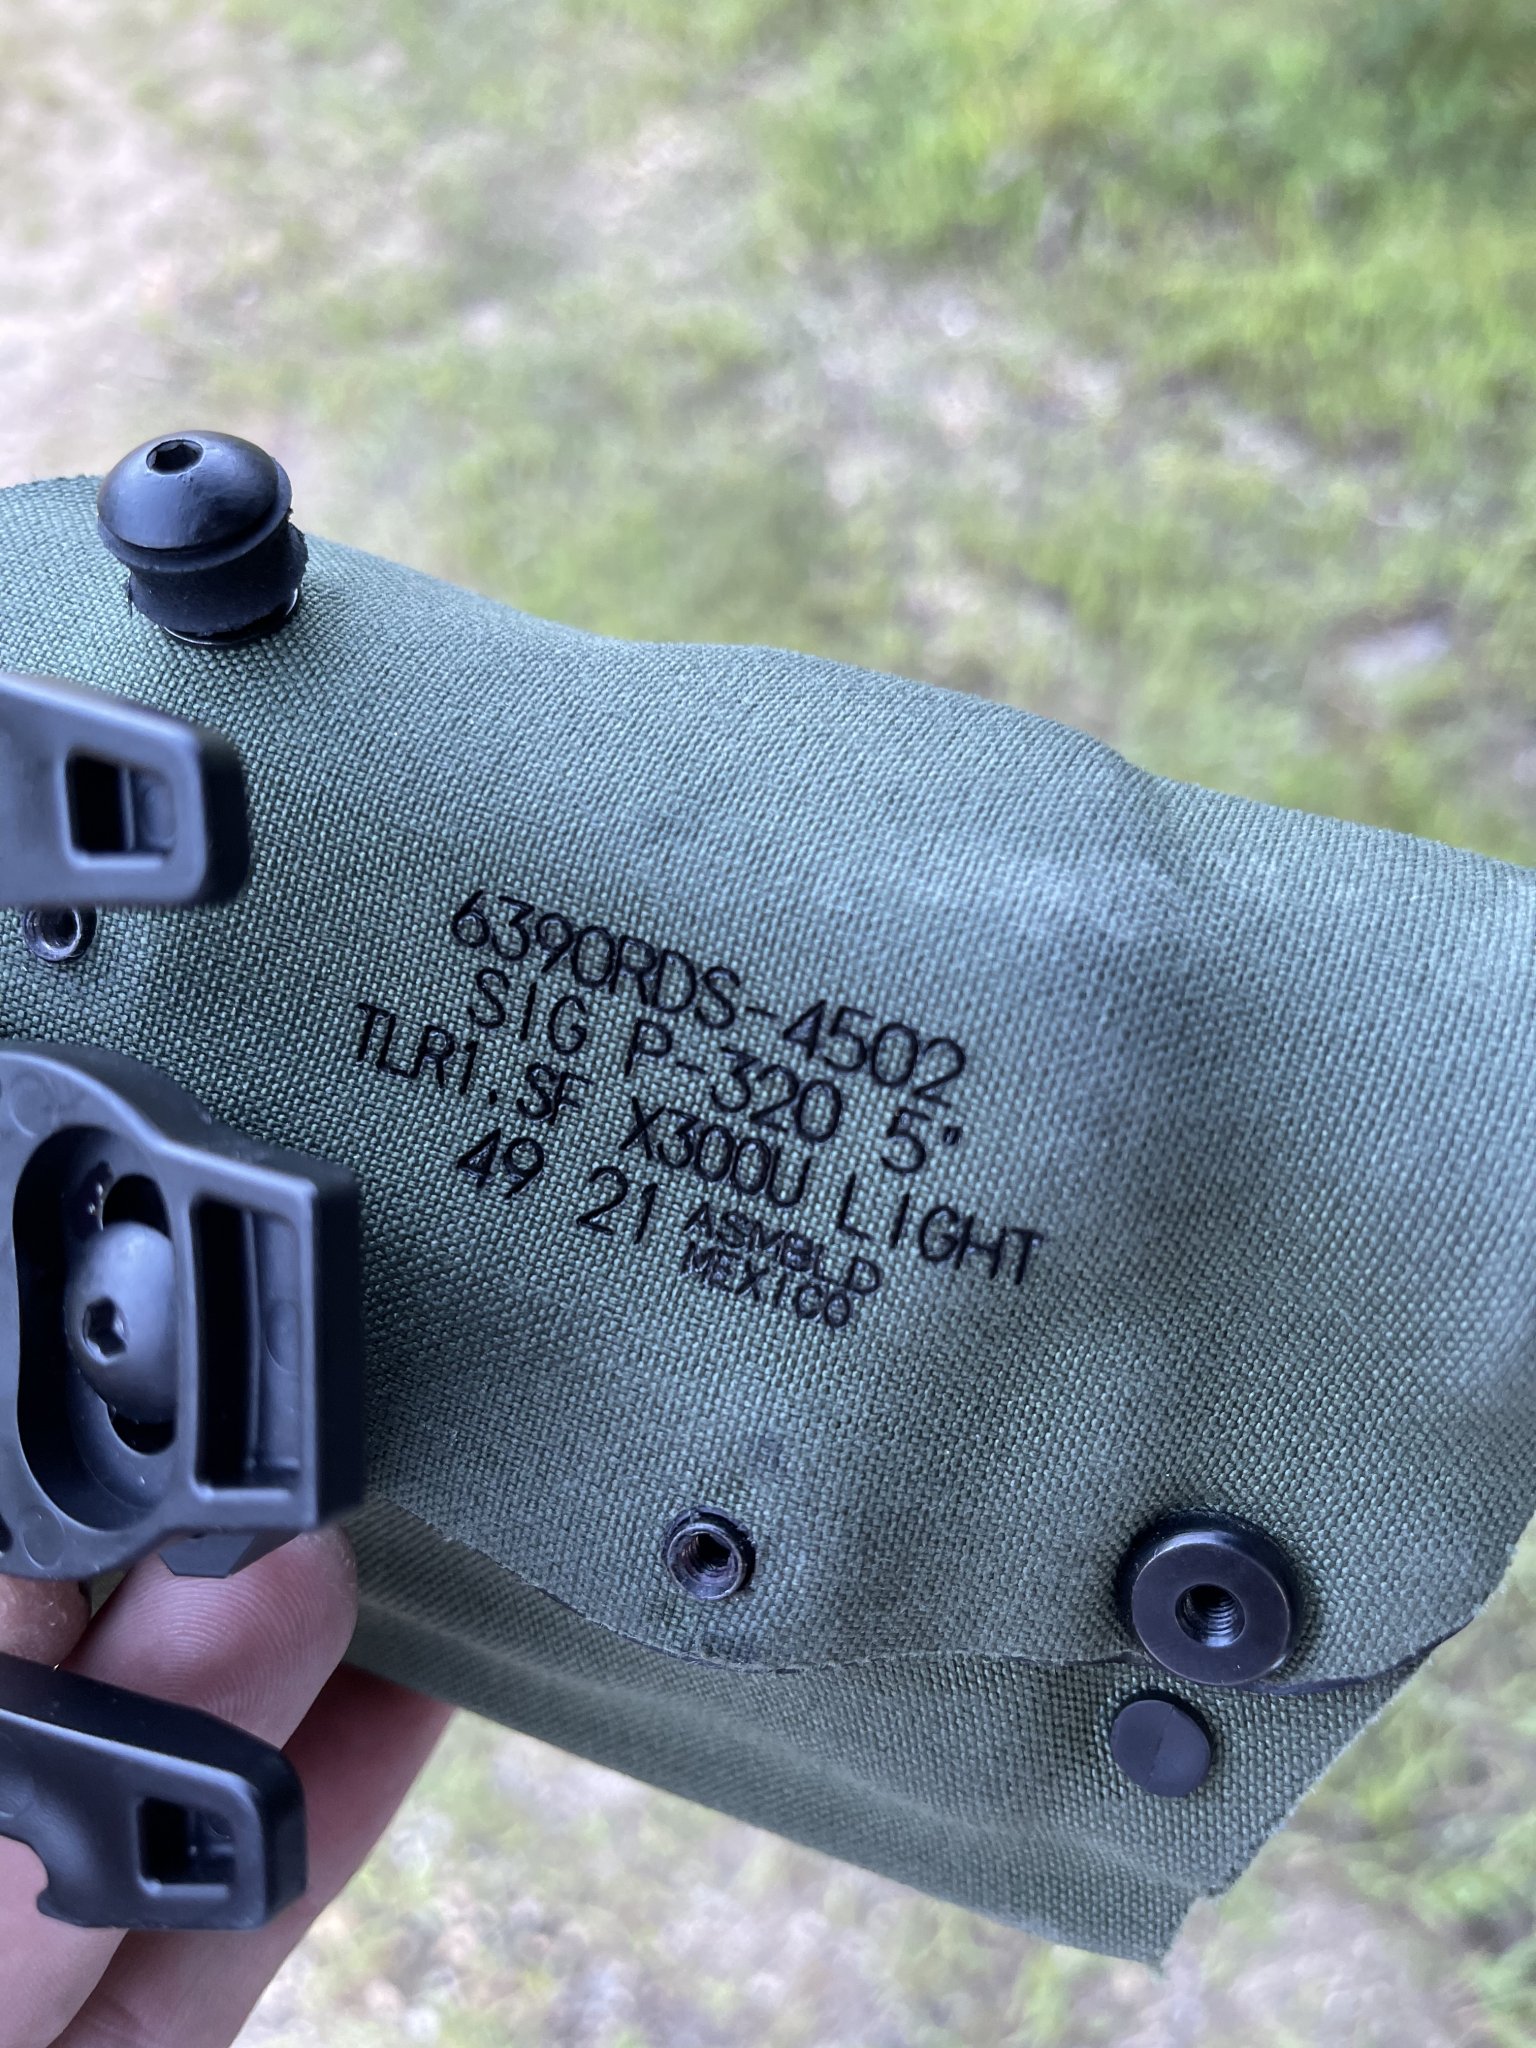 6390RDS-4502
SIG P-320 5"
TLR1.SF X300U LIGHT
49 21 ASMBLD
MEXICO